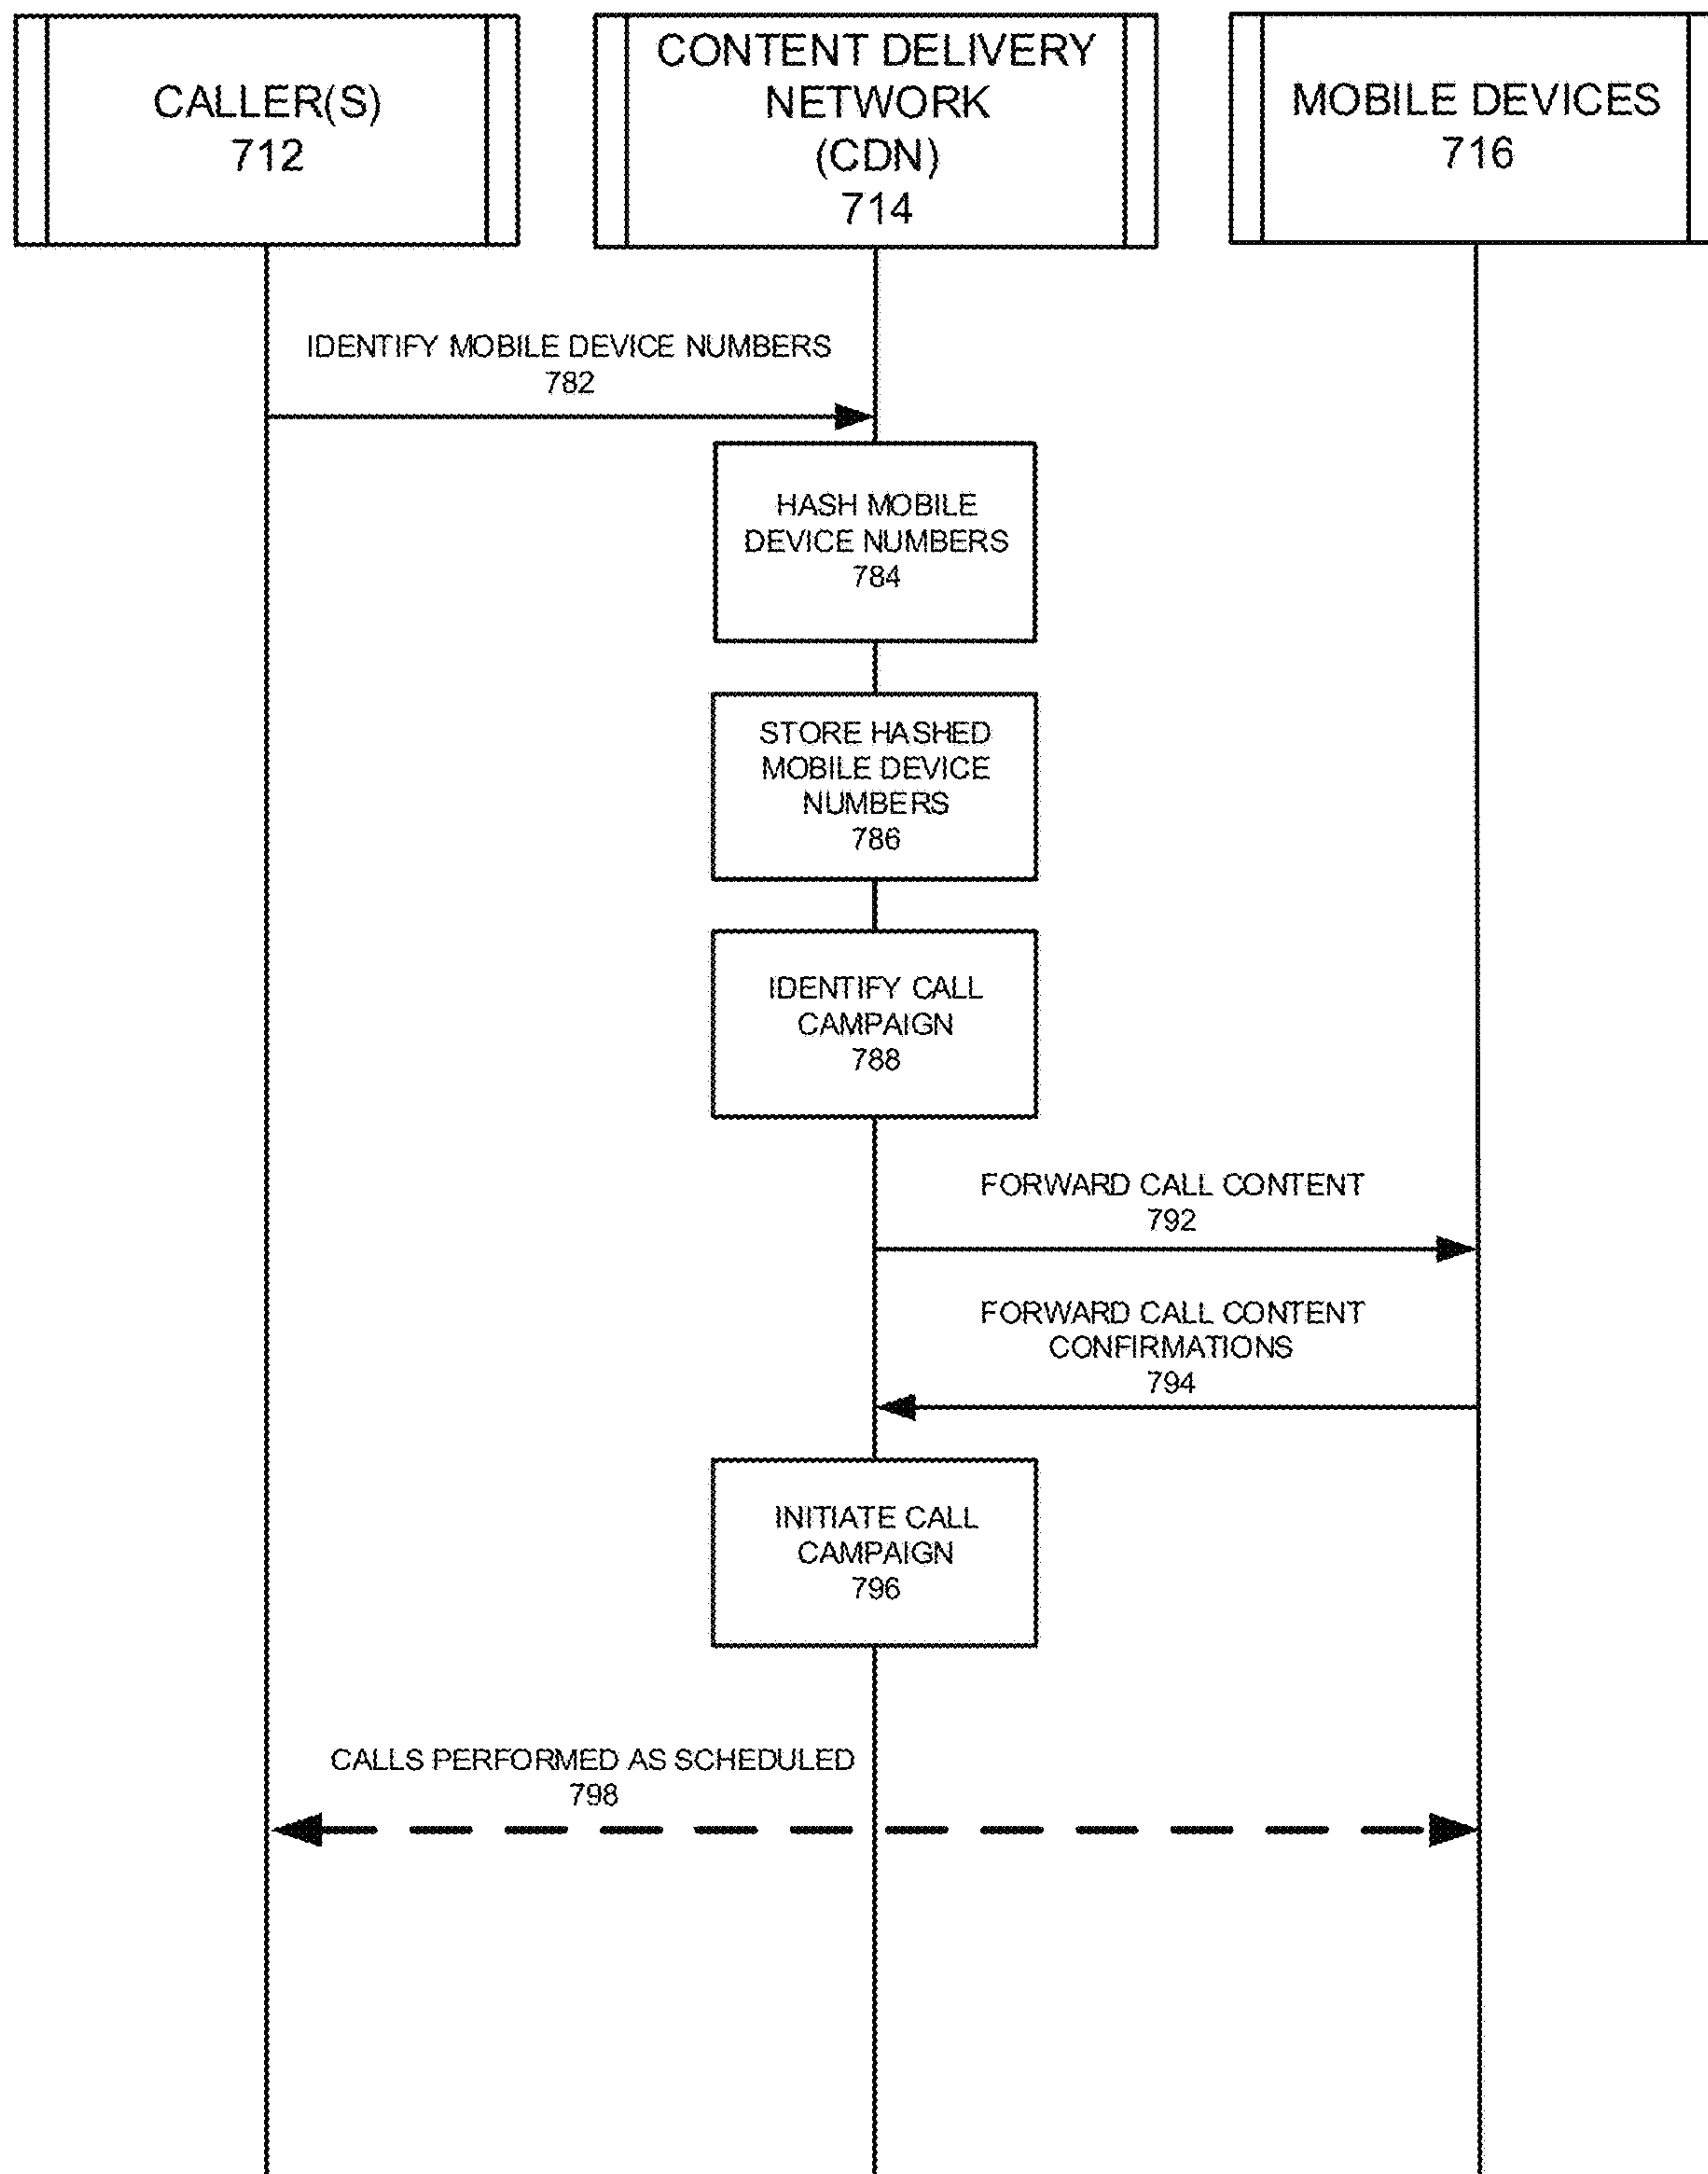 CALLER(S)
712
CONTENT DELIVERY
NETWORK
(CDN)
714
MOBILE DEVICES
716
IDENTIFY MOBILE DEVICE NUMBERS
782
HASH MOBILE
DEVICE NUMBERS
784
STORE HASHED
MOBILE DEVICE
NUMBERS
786
IDENTIFY CALL
CAMPAIGN
788
FORWARD CALL CONTENT
792
FORWARD CALL CONTENT
CONFIRMATIONS
794
INITIATE CALL
CAMPAIGN
796
CALLS PERFORMED AS SCHEDULED
798